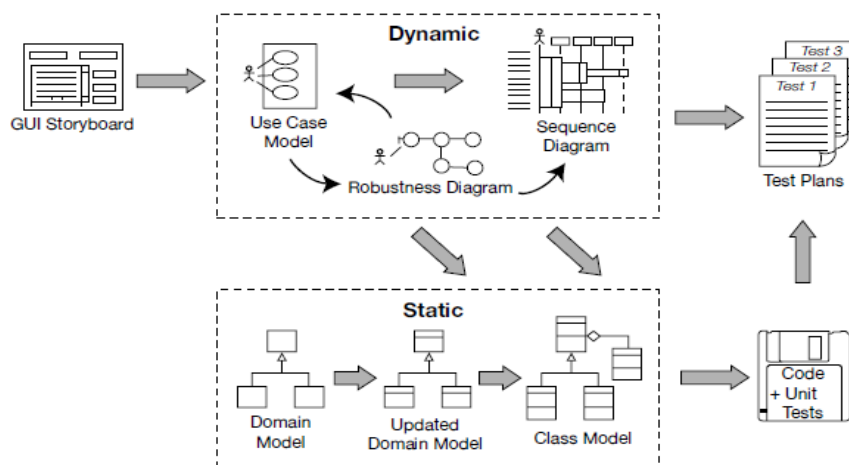 Dynamic
GUI Storyboard
Use Case
Model
Robustness Diagram
Sequence
Diagram
Test 3
Test 2
Test 1
Test Plans
Static
Domain
Model
Updated
Domain Model
Class Model
Code
+ Unit
Tests